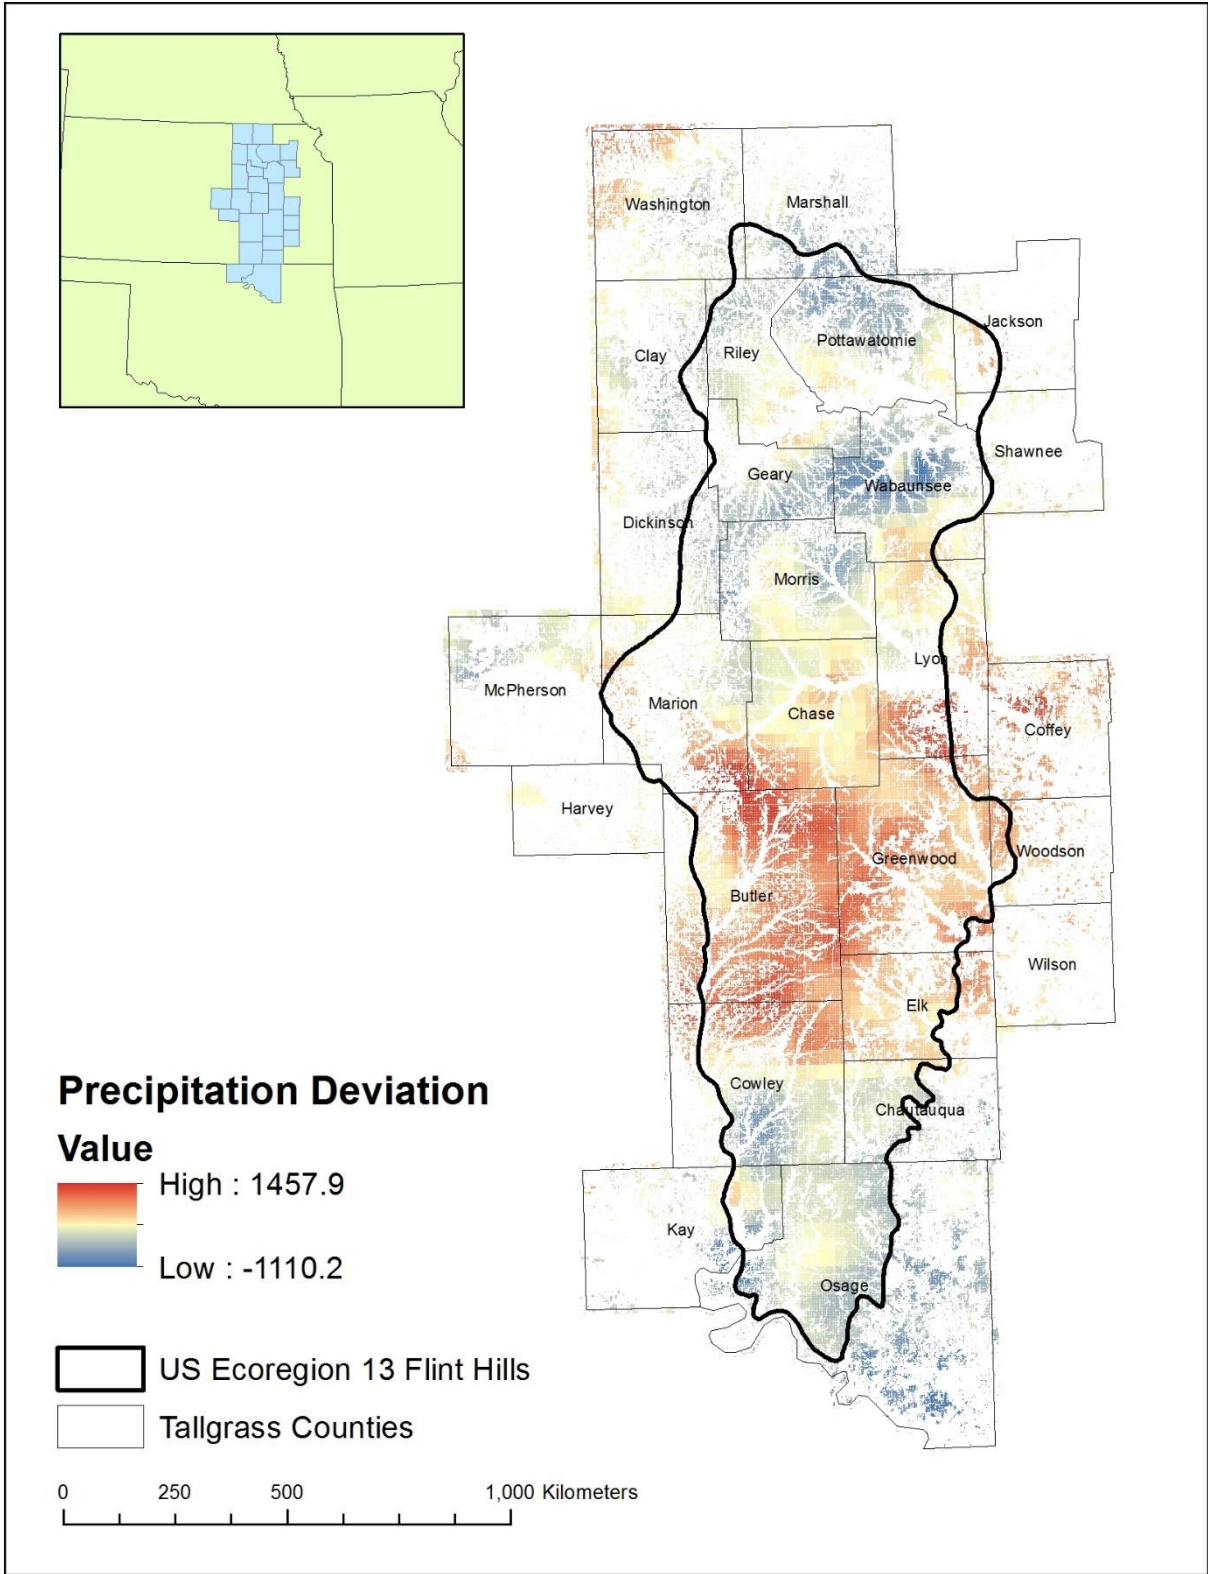 Washington
Marshall
Jackson
Pottawatomie
Riley
Clay
Shawnee
Geary
Wabaunsee
Dickinson
Morris
Lyon
McPherson
Marion
Chase
Coffey
Harvey
Woodson
Greenwood
Butler
Wilson
Elk
Cowley
Chautauqua
Kay
Osage
Precipitation Deviation
Value
High : 1457.9
Low : -1110.2
US Ecoregion 13 Flint Hills
Tallgrass Counties
0 250 500 1,000 Kilometers